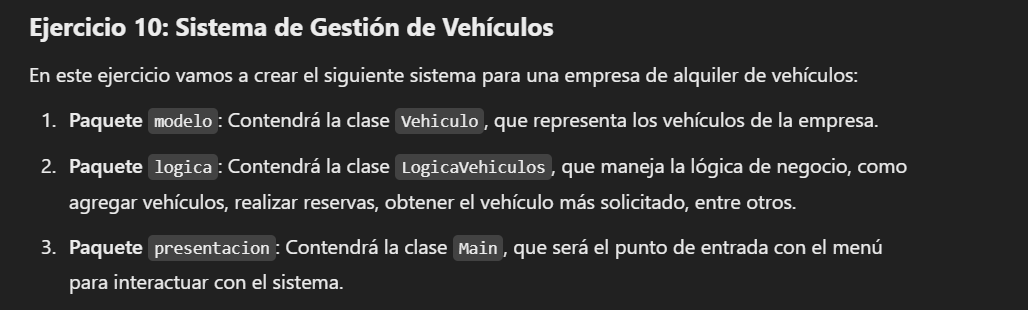 Ejercicio 10: Sistema de Gestión de Vehículos
En este ejercicio vamos a crear el siguiente sistema para una empresa de alquiler de vehículos:
1. Paquete modelo: Contendrá la clase Vehiculo, que representa los vehículos de la empresa.
2. Paquete logica: Contendrá la clase LogicaVehiculos, que maneja la lógica de negocio, como
agregar vehículos, realizar reservas, obtener el vehículo más solicitado, entre otros.
3. Paquete presentacion: Contendrá la clase Main, que será el punto de entrada con el menú
para interactuar con el sistema.